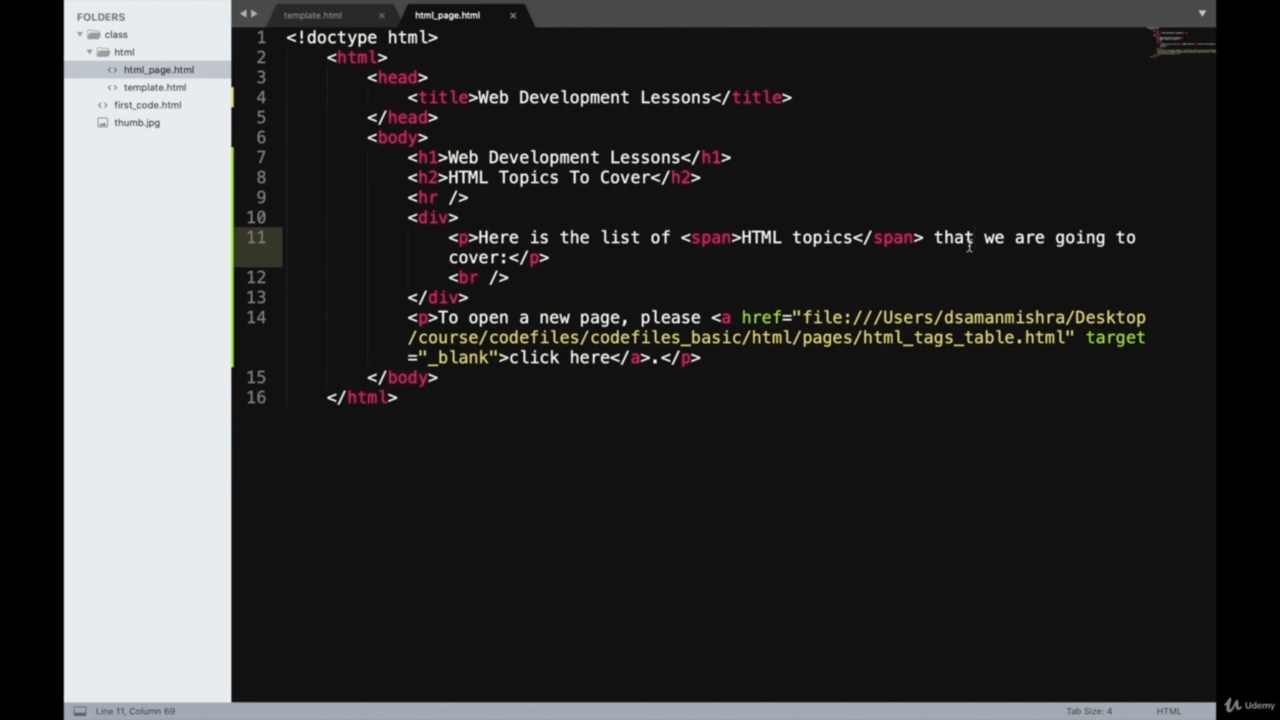 FOLDERS
class
html
html_page.html
template.html
first_code.html
thumb.jpg
template.html × html_page.html ×
1 <!doctype html>
2 <html>
3 <head>
4 <title>Web Development Lessons</title>
5 </head>
6 <body>
7 <h1>Web Development Lessons</h1>
8 <h2>HTML Topics To Cover</h2>
9 <hr />
10 <div>
11 <p>Here is the list of <span>HTML topics</span> that we are going to
cover:</p>
12 <br />
13 </div>
14 <p>To open a new page, please <a href="file:///Users/dsamanmishra/Desktop
/course/codefiles/codefiles_basic/html/pages/html_tags_table.html" target
="_blank">click here</a>.</p>
15 </body>
16 </html>
Line 11, Column 69
Tab Size: 4
HTML
Udemy